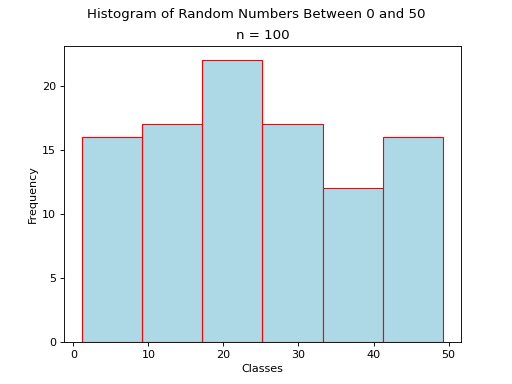 Histogram of Random Numbers Between 0 and 50
n = 100
20
15
10
5
0
Frequency
0 10 20 30 40 50
Classes